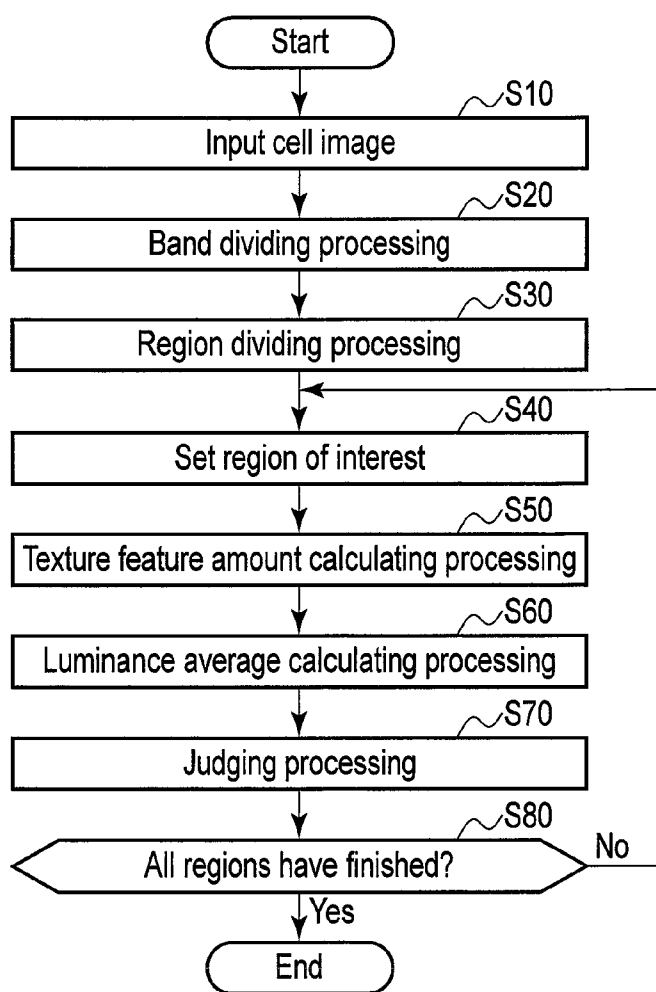 Start
S10
Input cell image
S20
Band dividing processing
S30
Region dividing processing
S40
Set region of interest
S50
Texture feature amount calculating processing
S60
Luminance average calculating processing
S70
Judging processing
S80
All regions have finished?
No
Yes
End